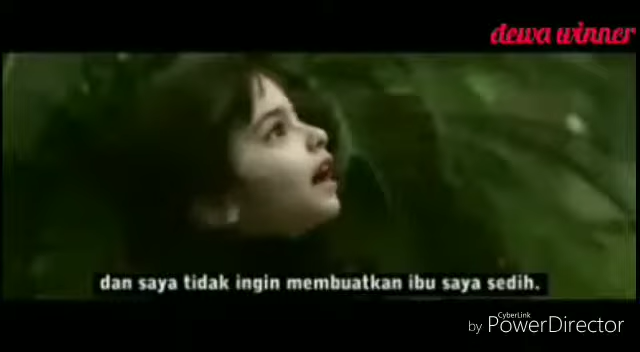 dewa winner
dan saya tidak ingin membuatkan ibu saya sedih.
CyberLink
by PowerDirector